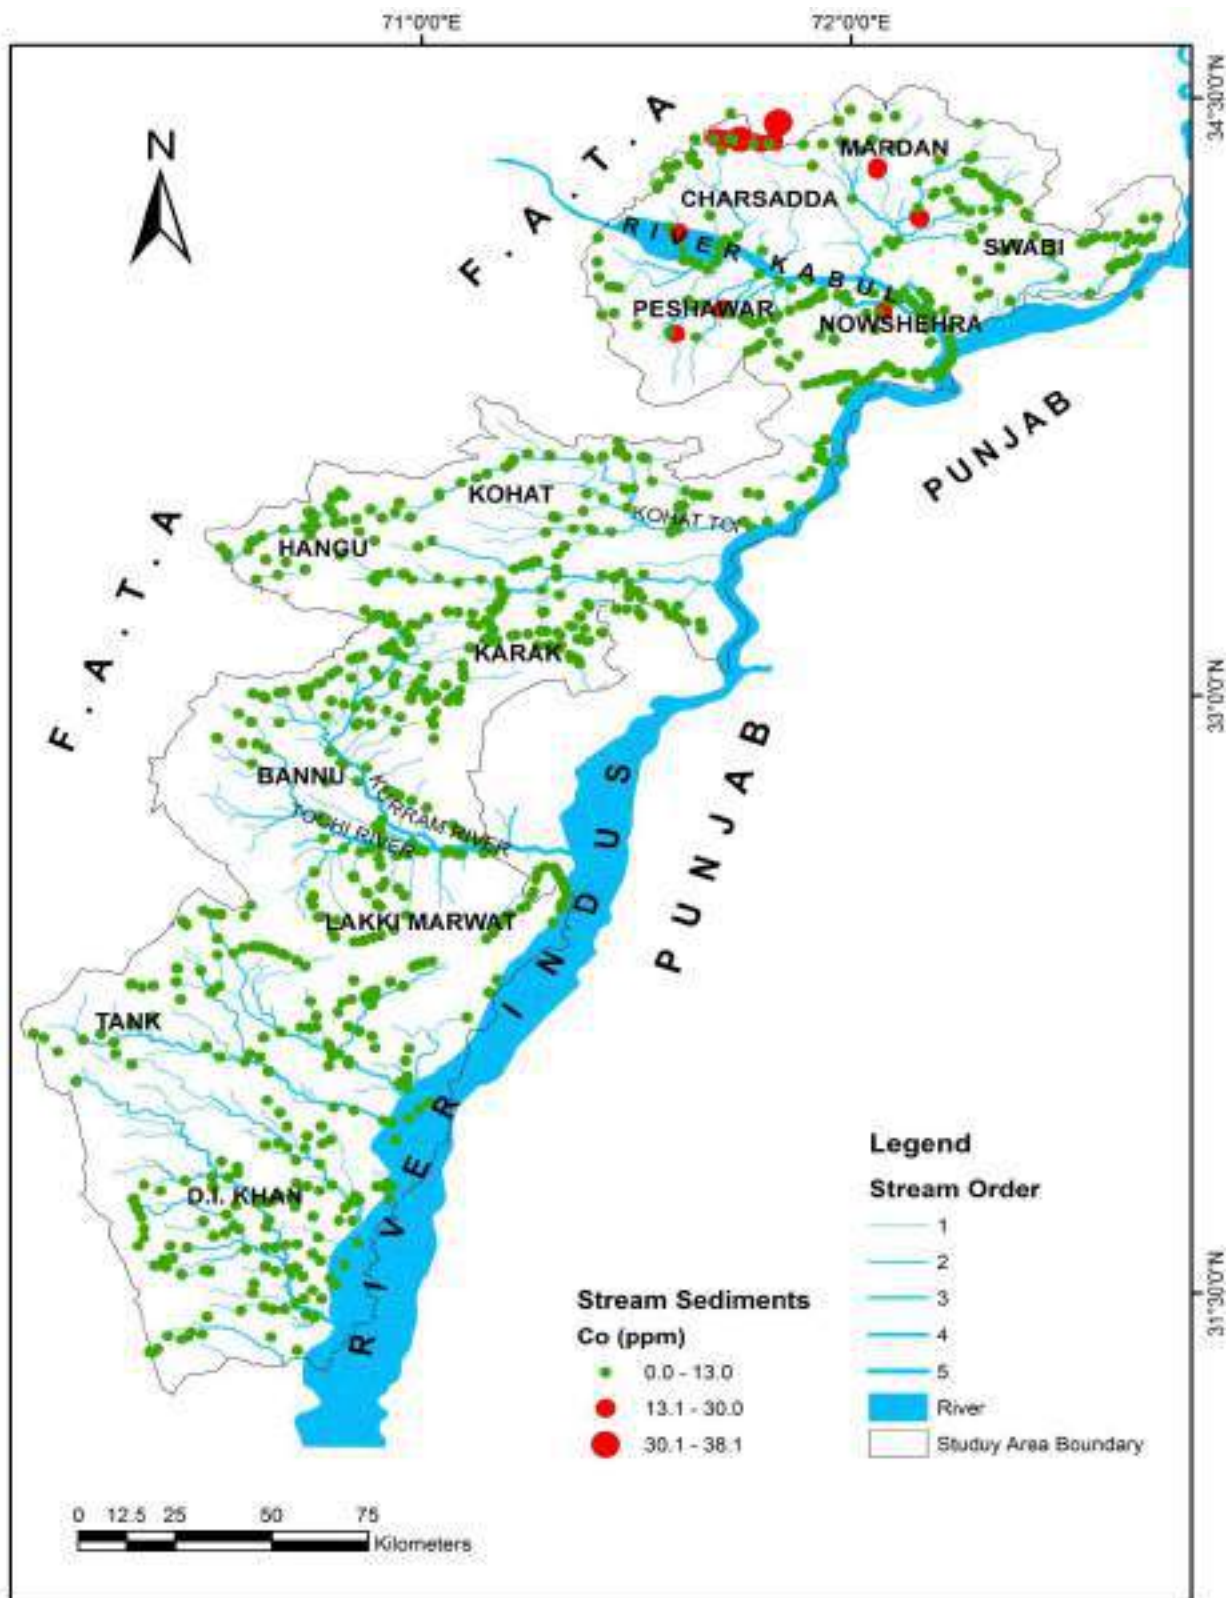 71°0'0"E
72°0'0"E
34°30'0"N
N
F . A . T . A
MARDAN
CHARSADDA
F . A . T . A
RIVER KABUL
SWABI
PESHAWAR
NOWSHEHRA
PUNJAB
KOHAT
KOHAT TOI
HANGU
F . A . T . A
KARAK
33°0'0"N
BANNU
KURRAM RIVER
TOCHI RIVER
PUNJAB
LAKKI MARWAT
TANK
RIVER INDUS
D.I. KHAN
31°30'0"N
Legend
Stream Order
1
2
3
4
5
River
Studuy Area Boundary
Stream Sediments
Co (ppm)
0.0 - 13.0
13.1 - 30.0
30.1 - 38.1
0 12.5 25 50 75
Kilometers